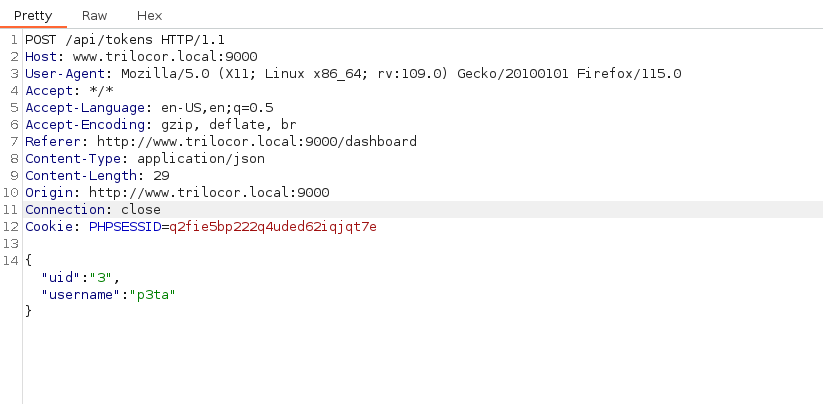 Pretty Raw Hex
1 POST /api/tokens HTTP/1.1
2 Host: www.trilocor.local:9000
3 User-Agent: Mozilla/5.0 (X11; Linux x86_64; rv:109.0) Gecko/20100101 Firefox/115.0
4 Accept: */*
5 Accept-Language: en-US,en;q=0.5
6 Accept-Encoding: gzip, deflate, br
7 Referer: http://www.trilocor.local:9000/dashboard
8 Content-Type: application/json
9 Content-Length: 29
10 Origin: http://www.trilocor.local:9000
11 Connection: close
12 Cookie: PHPSESSID=q2fie5bp222q4uded62iqjqt7e
13
14 {
"uid":"3",
"username":"p3ta"
}